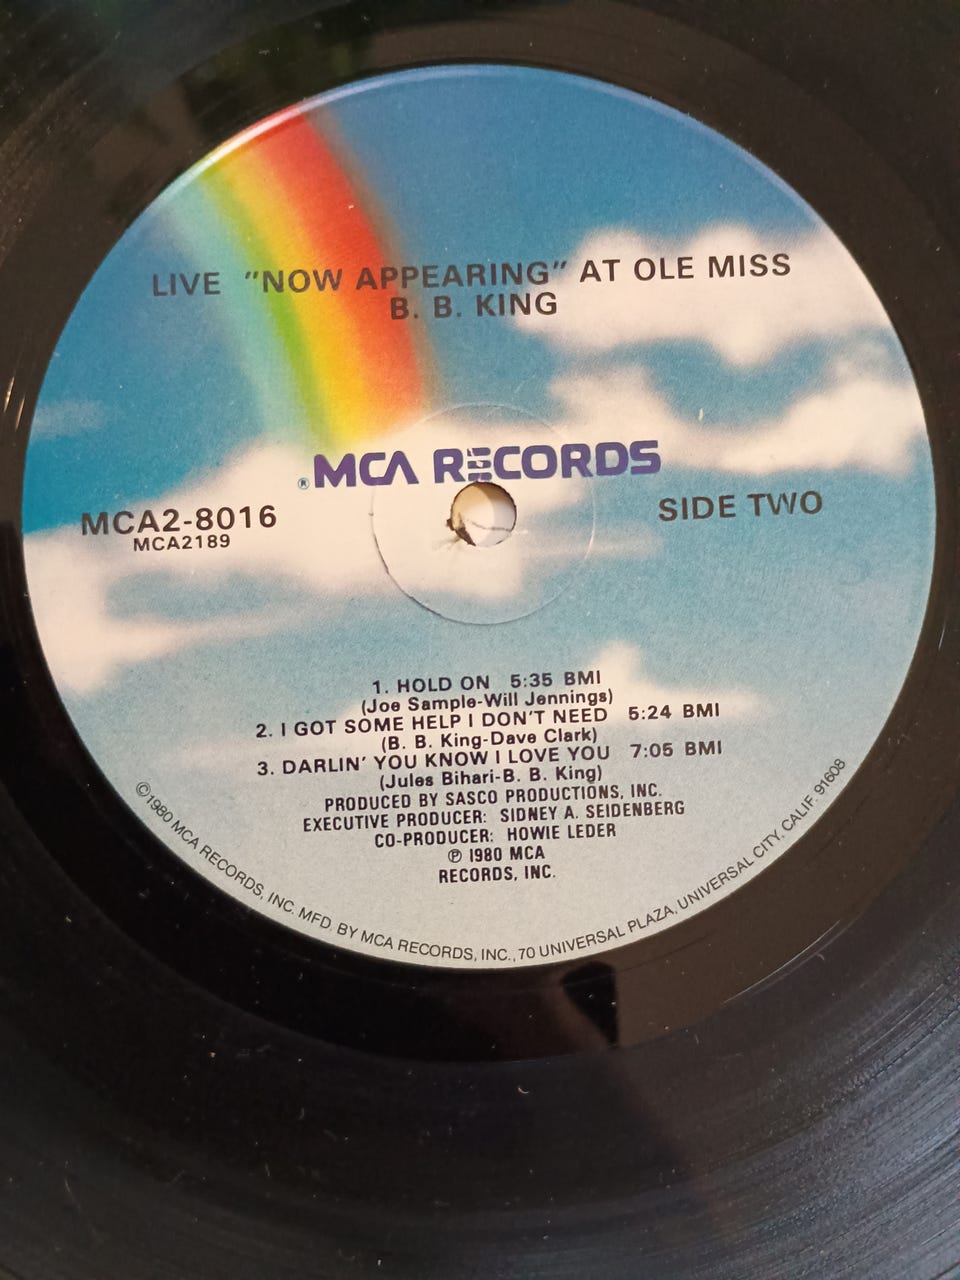 LIVE "NOW APPEARING" AT OLE MISS
B. B. KING
®MCA RECORDS
MCA2-8016
MCA2189
SIDE TWO
1. HOLD ON 5:35 BMI
(Joe Sample-Will Jennings)
2. I GOT SOME HELP I DON'T NEED 5:24 BMI
(B. B. King-Dave Clark)
3. DARLIN' YOU KNOW I LOVE YOU 7:05 BMI
(Jules Bihari-B. B. King)
PRODUCED BY SASCO PRODUCTIONS, INC.
EXECUTIVE PRODUCER: SIDNEY A. SEIDENBERG
CO-PRODUCER: HOWIE LEDER
℗ 1980 MCA
RECORDS, INC.
©1980 MCA RECORDS, INC. MFD. BY MCA RECORDS, INC., 70 UNIVERSAL PLAZA, UNIVERSAL CITY, CALIF. 91608